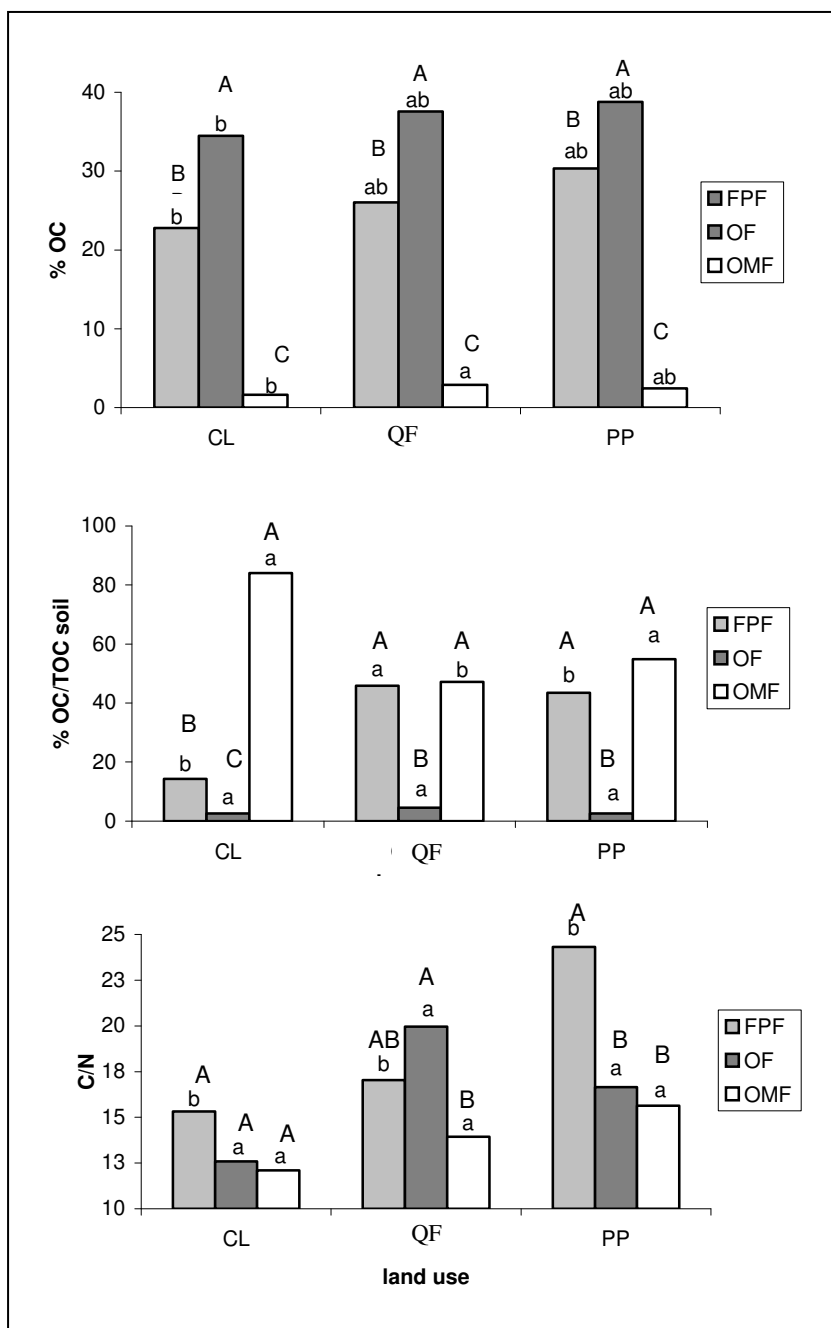 A
A
A
40
b
ab
ab
B
B
B
ab
ab
b
30
20
10
0
% OC
C
b
C
a
C
ab
FPF
OF
OMF
CL
QF
PP
100
80
60
40
20
0
% OC/TOC soil
A
a
B
b
C
a
A
a
B
a
A
b
A
b
B
a
A
a
FPF
OF
OMF
CL
QF
PP
25
23
20
18
15
13
10
C/N
A
b
A
a
A
a
AB
b
A
a
B
a
A
b
B
a
B
a
FPF
OF
OMF
CL
QF
PP
land use